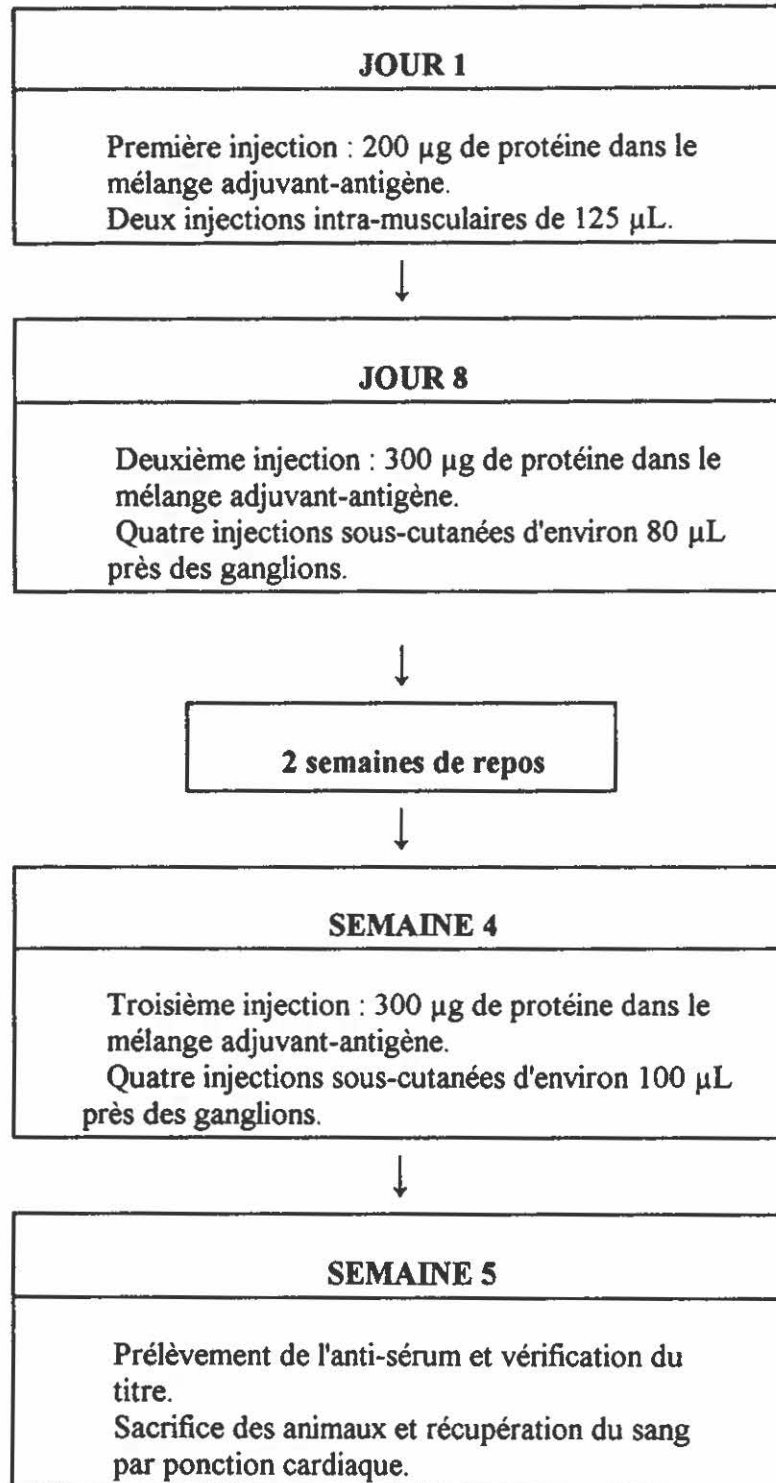 JOUR 1
Première injection : 200 µg de protéine dans le
mélange adjuvant-antigène.
Deux injections intra-musculaires de 125 µL.
↓
JOUR 8
Deuxième injection : 300 µg de protéine dans le
mélange adjuvant-antigène.
Quatre injections sous-cutanées d'environ 80 µL
près des ganglions.
↓
2 semaines de repos
↓
SEMAINE 4
Troisième injection : 300 µg de protéine dans le
mélange adjuvant-antigène.
Quatre injections sous-cutanées d'environ 100 µL
près des ganglions.
↓
SEMAINE 5
Prélèvement de l'anti-sérum et vérification du
titre.
Sacrifice des animaux et récupération du sang
par ponction cardiaque.